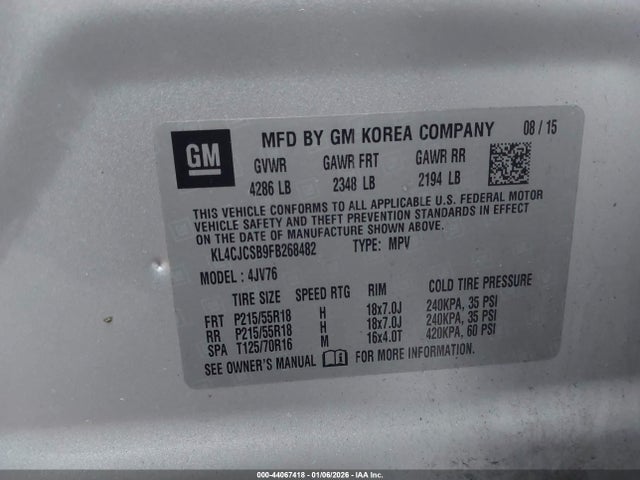 GM
MFD BY GM KOREA COMPANY 08 / 15
GVWR GAWR FRT GAWR RR
4286 LB 2348 LB 2194 LB
THIS VEHICLE CONFORMS TO ALL APPLICABLE U.S. FEDERAL MOTOR
VEHICLE SAFETY AND THEFT PREVENTION STANDARDS IN EFFECT
ON THE DATE OF MANUFACTURE SHOWN ABOVE.
KL4CJCSB9FB268482 TYPE: MPV
MODEL: 4JV76
TIRE SIZE SPEED RTG RIM COLD TIRE PRESSURE
FRT P215/55R18 H 18x7.0J 240KPA, 35 PSI
RR P215/55R18 H 18x7.0J 240KPA, 35 PSI
SPA T125/70R16 M 16x4.0T 420KPA, 60 PSI
SEE OWNER'S MANUAL FOR MORE INFORMATION.
000-44067418 - 01/06/2026 - IAA Inc.